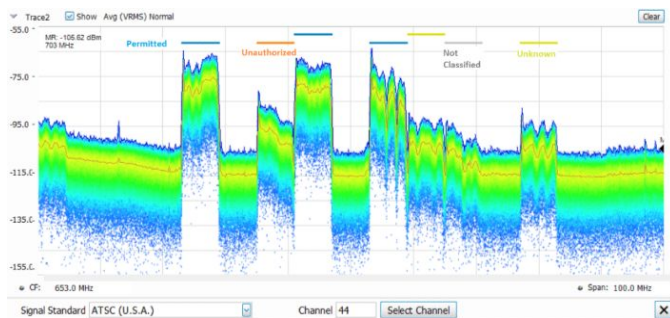 Trace2 Show Avg (VRMS) Normal Clear
-55.0
MR: -105.62 dBm
703 MHz
Permitted
Unauthorized
Not
Classified
Unknown
-75.0
-95.0
-115.0
-135.0
-155.0
CF: 653.0 MHz Span: 100.0 MHz
Signal Standard ATSC (U.S.A.) Channel 44 Select Channel X